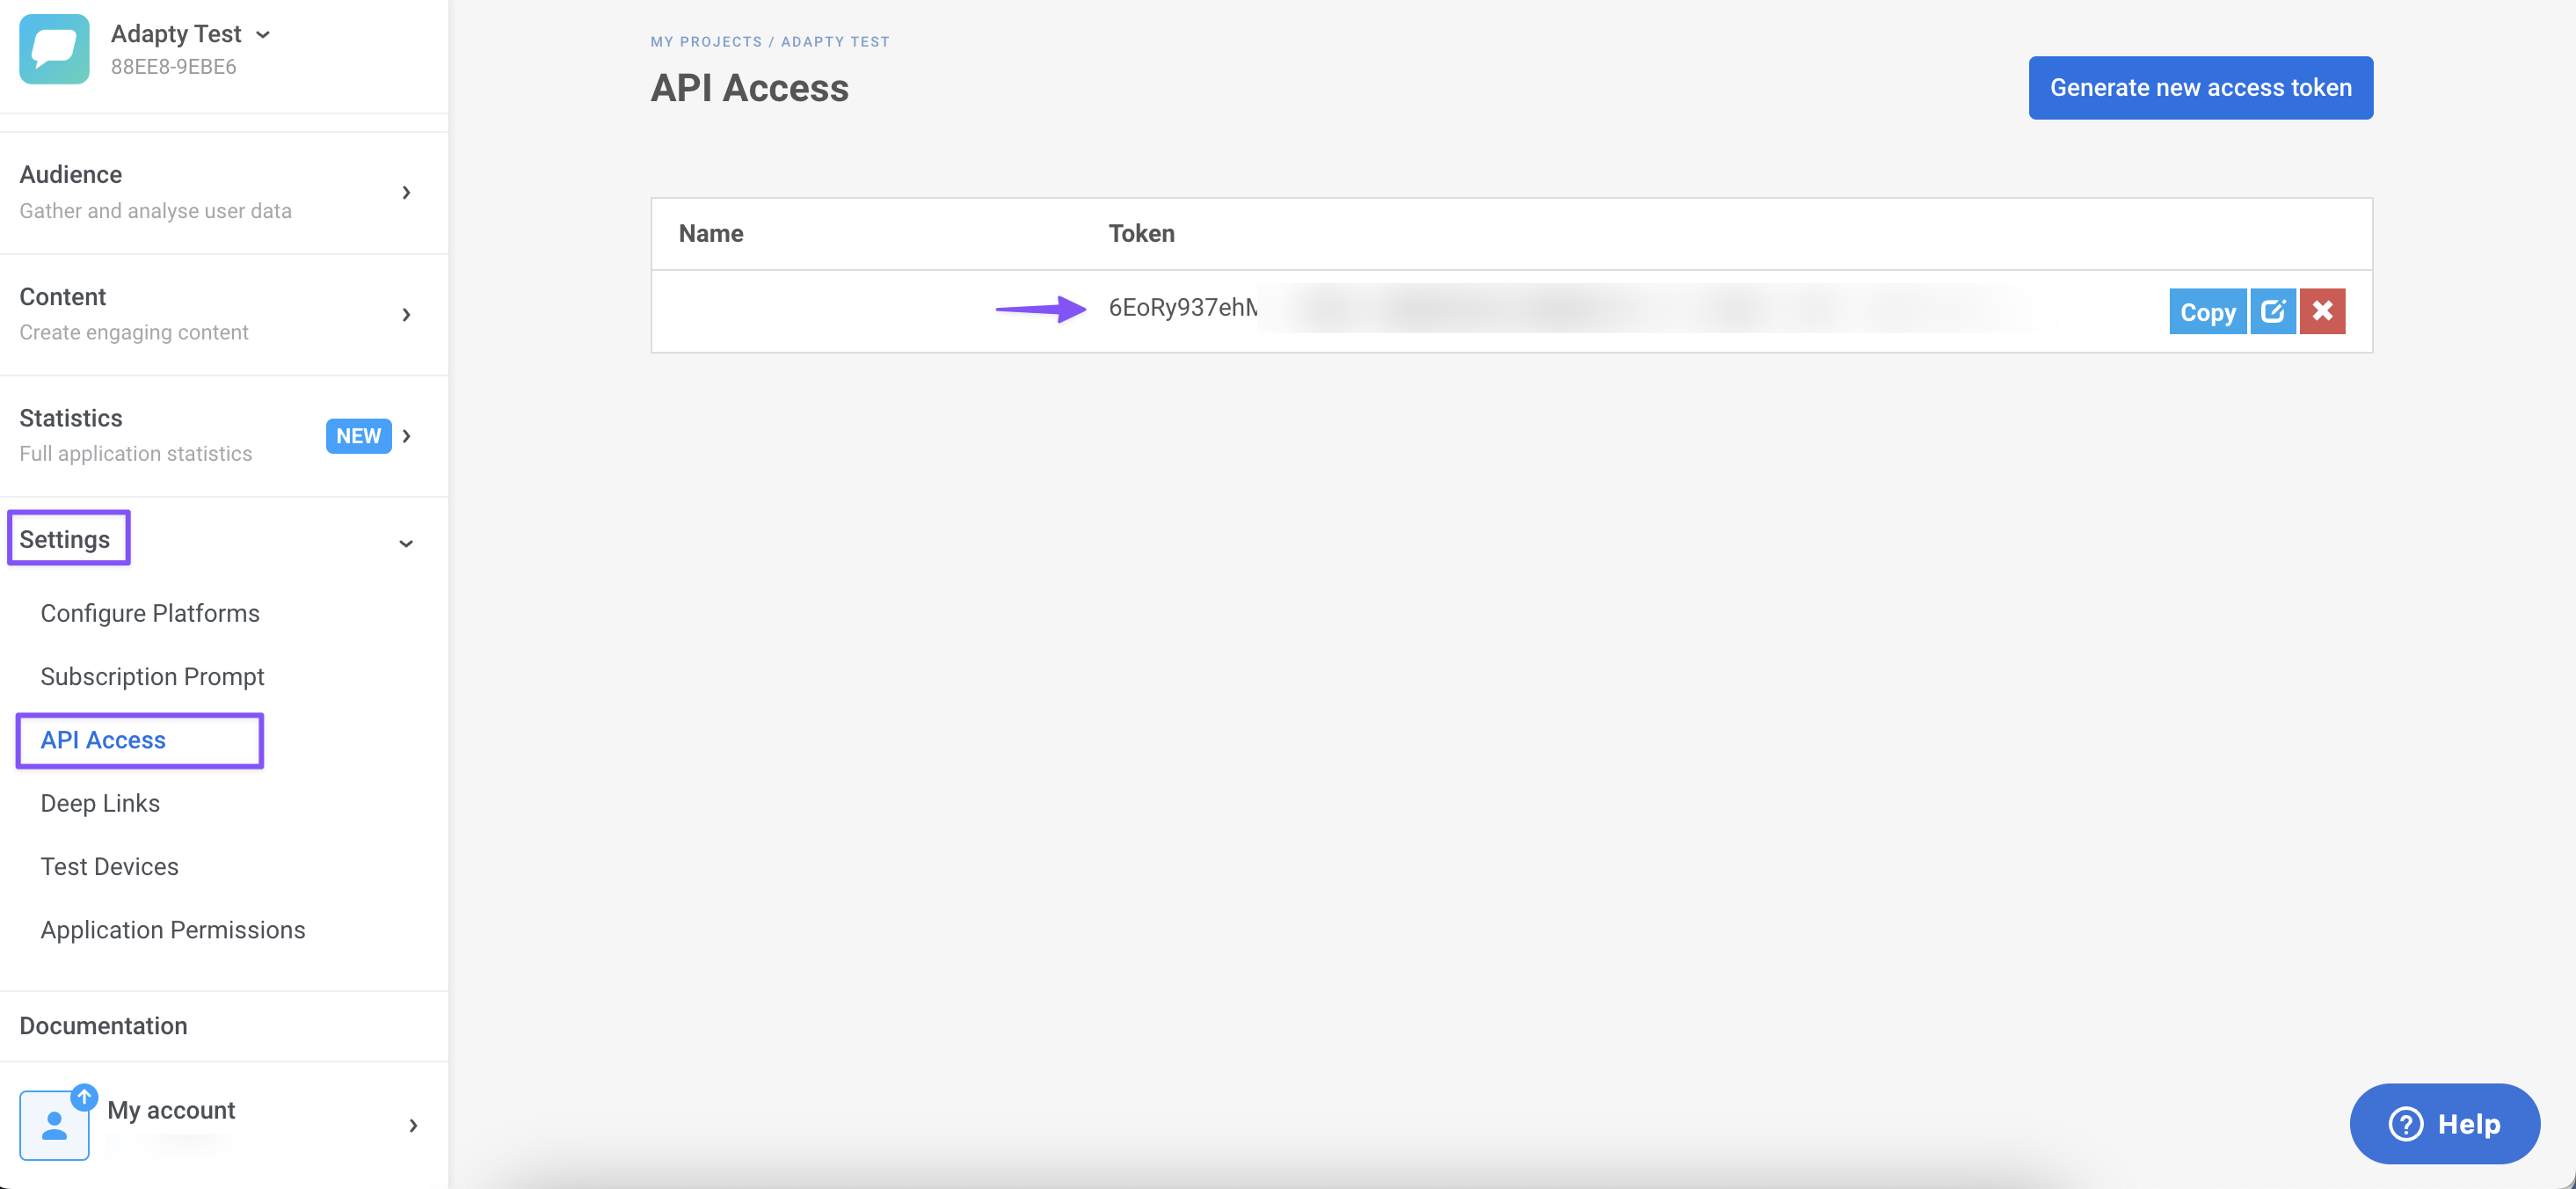 Adapty Test
88EE8-9EBE6
Audience
Gather and analyse user data
Content
Create engaging content
Statistics
Full application statistics
NEW
Settings
Configure Platforms
Subscription Prompt
API Access
Deep Links
Test Devices
Application Permissions
Documentation
My account
MY PROJECTS / ADAPTY TEST
API Access
Generate new access token
Name Token
6EoRy937ehM
Copy
Help